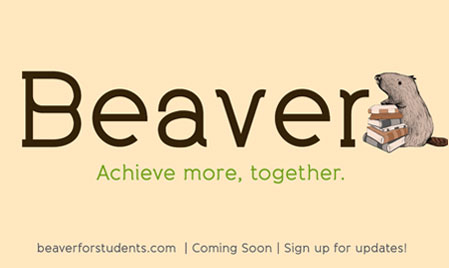 Beaver
Achieve more, together.
beaverforstudents.com | Coming Soon | Sign up for updates!